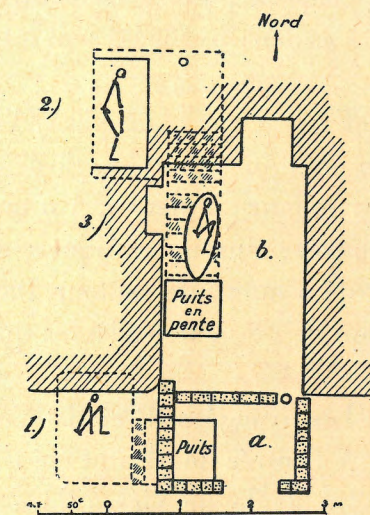 Nord
2.)
3.)
b.
Puits
en
pente
1.)
Puits
a.
50ᶜ 0 1 2 3 m